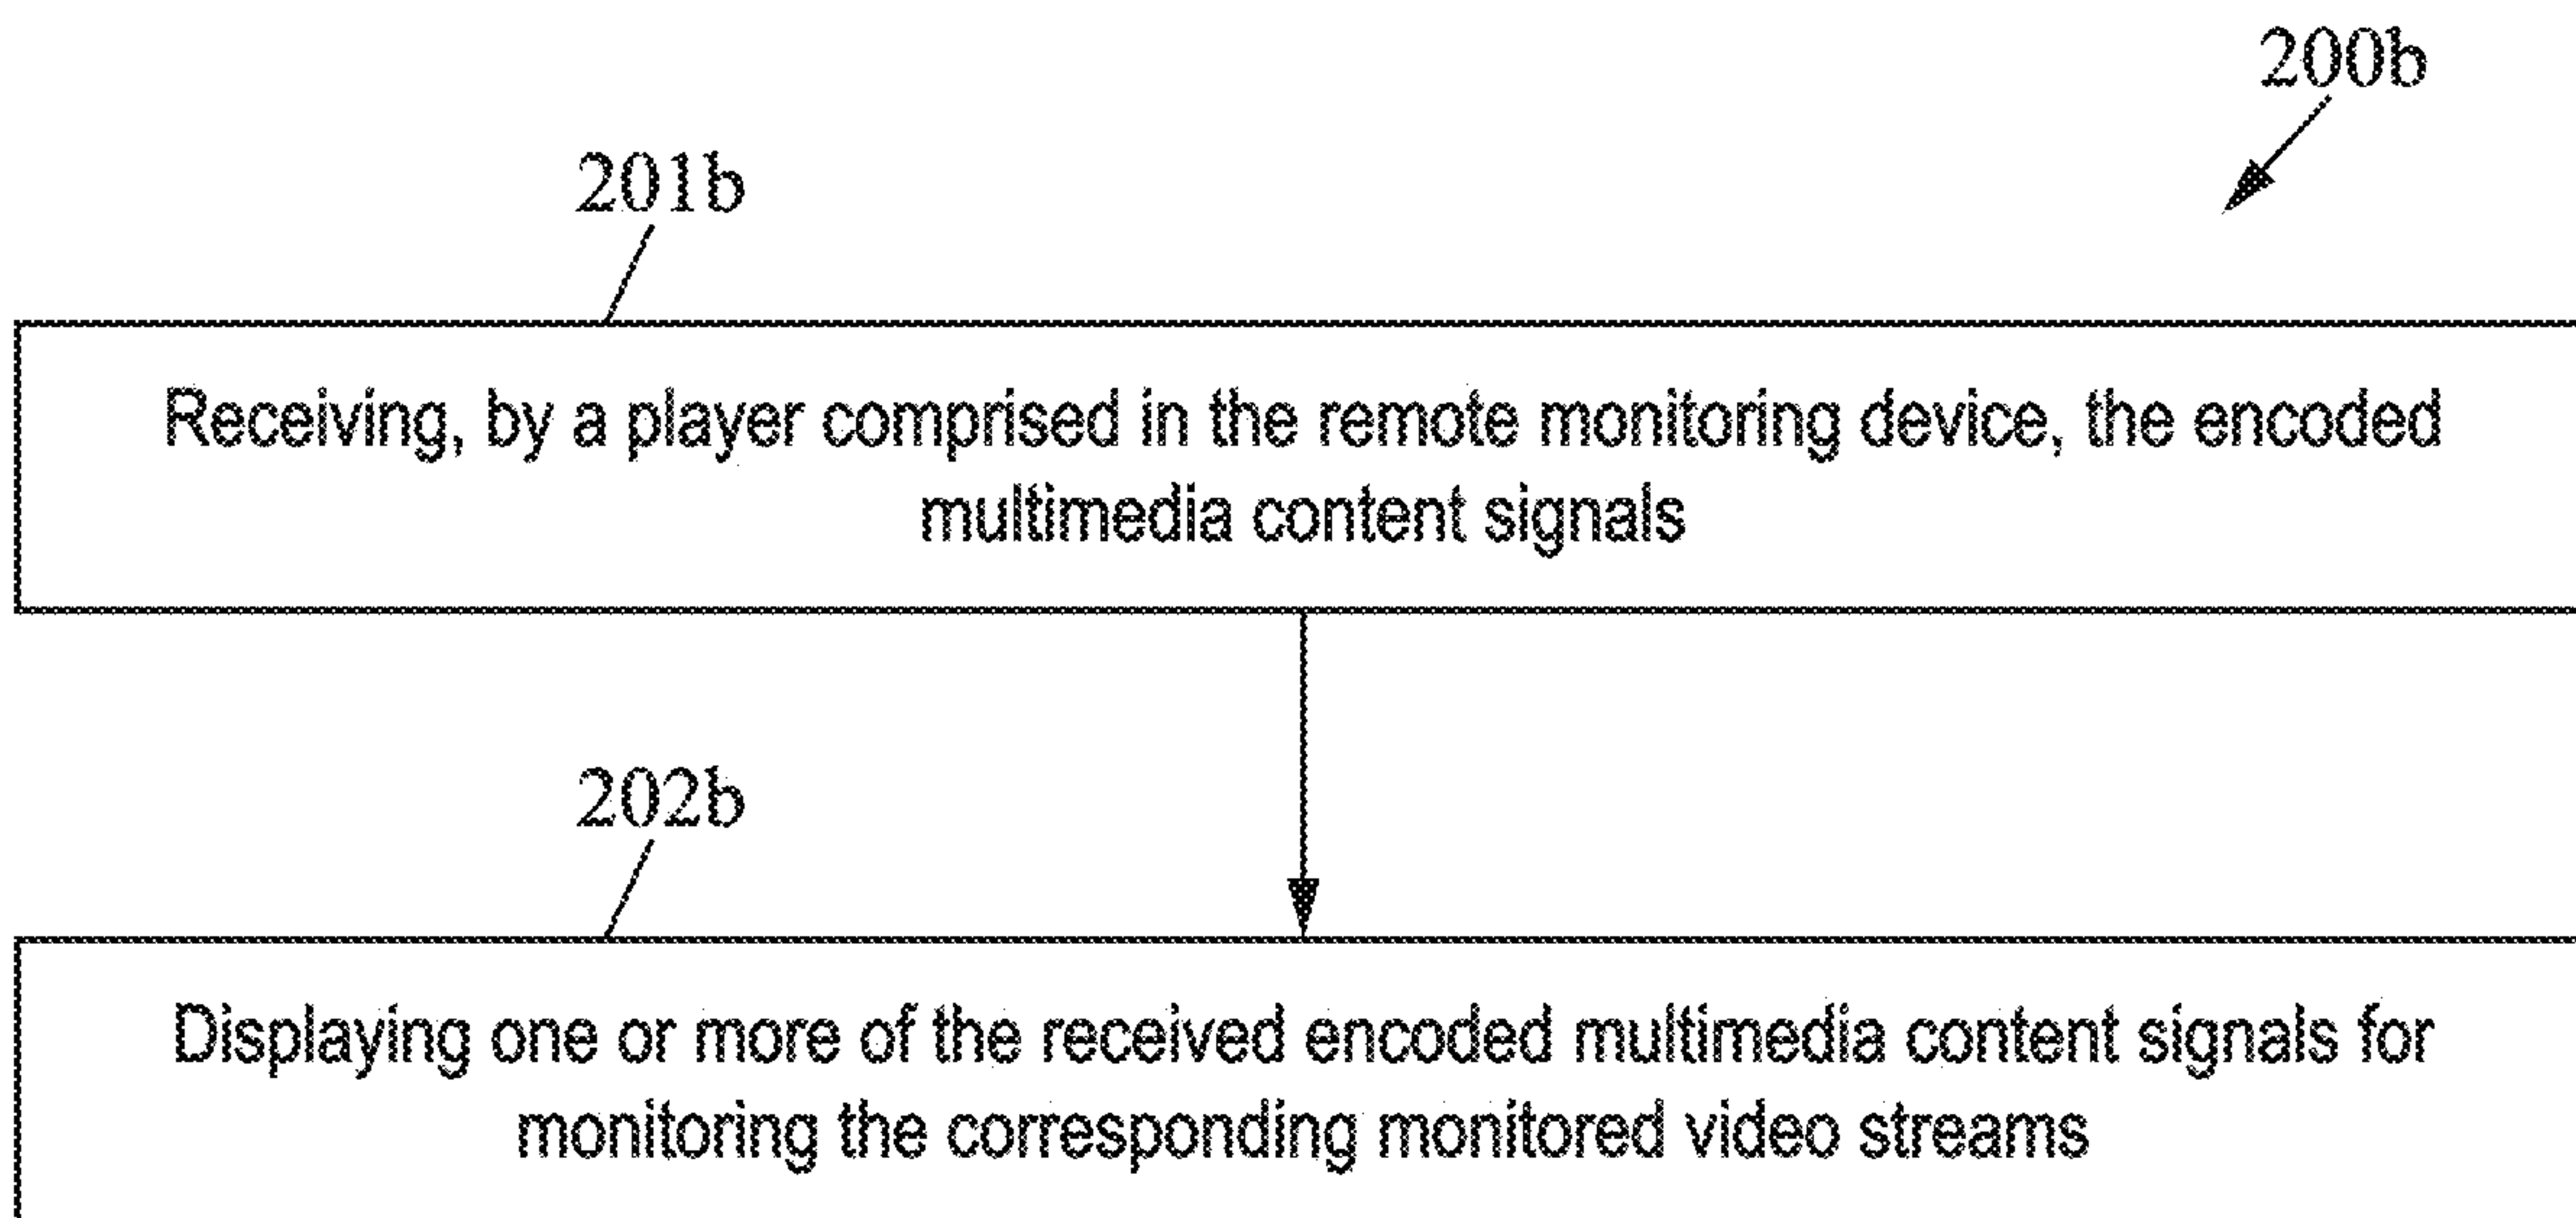 200b
201b
Receiving, by a player comprised in the remote monitoring device, the encoded
multimedia content signals
202b
Displaying one or more of the received encoded multimedia content signals for
monitoring the corresponding monitored video streams